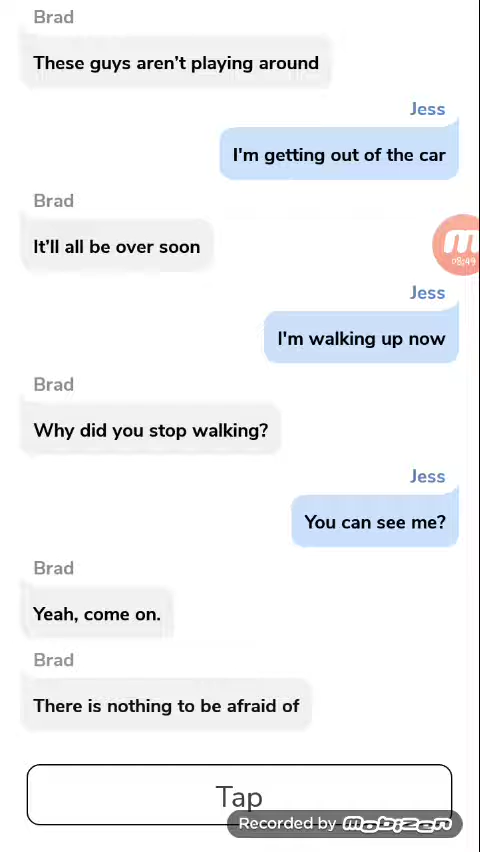 Brad
These guys aren't playing around
Jess
I'm getting out of the car
Brad
It'll all be over soon
08:49
Jess
I'm walking up now
Brad
Why did you stop walking?
Jess
You can see me?
Brad
Yeah, come on.
Brad
There is nothing to be afraid of
Tap
Recorded by mobizen